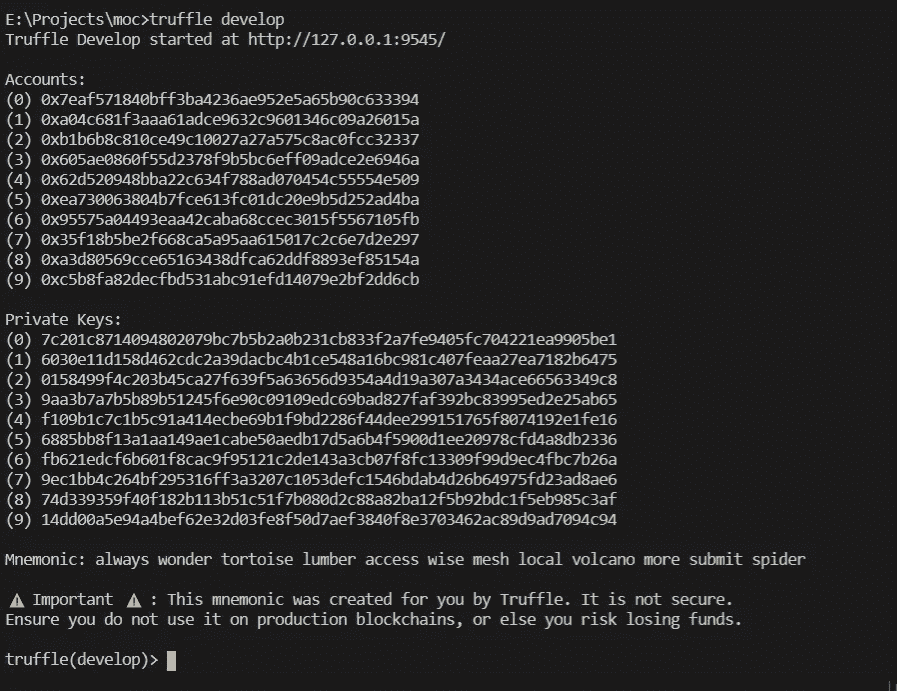 E:\Projects\moc>truffle develop
Truffle Develop started at http://127.0.0.1:9545/
Accounts:
(0) 0x7eaf571840bff3ba4236ae952e5a65b90c633394
(1) 0xa04c681f3aaa61adce9632c9601346c09a26015a
(2) 0xb1b6b8c810ce49c10027a27a575c8ac0fcc32337
(3) 0x605ae0860f55d2378f9b5bc6eff09adce2e6946a
(4) 0x62d520948bba22c634f788ad070454c55554e509
(5) 0xea730063804b7fce613fc01dc20e9b5d252ad4ba
(6) 0x95575a04493eaa42caba68ccec3015f5567105fb
(7) 0x35f18b5be2f668ca5a95aa615017c2c6e7d2e297
(8) 0xa3d80569cce65163438dfca62ddf8893ef85154a
(9) 0xc5b8fa82decfbd531abc91efd14079e2bf2dd6cb
Private Keys:
(0) 7c201c8714094802079bc7b5b2a0b231cb833f2a7fe9405fc704221ea9905be1
(1) 6030e11d158d462cdc2a39dacbc4b1ce548a16bc981c407feaa27ea7182b6475
(2) 0158499f4c203b45ca27f639f5a63656d9354a4d19a307a3434ace66563349c8
(3) 9aa3b7a7b5b89b51245f6e90c09109edc69bad827faf392bc83995ed2e25ab65
(4) f109b1c7c1b5c91a414ecbe69b1f9bd2286f44dee299151765f8074192e1fe16
(5) 6885bb8f13a1aa149ae1cabe50aedb17d5a6b4f5900d1ee20978cfd4a8db2336
(6) fb621edcf6b601f8cac9f95121c2de143a3cb07f8fc13309f99d9ec4fbc7b26a
(7) 9ec1bb4c264bf295316ff3a3207c1053defc1546bdab4d26b64975fd23ad8ae6
(8) 74d339359f40f182b113b51c51f7b080d2c88a82ba12f5b92bdc1f5eb985c3af
(9) 14dd00a5e94a4bef62e32d03fe8f50d7aef3840f8e3703462ac89d9ad7094c94
Mnemonic: always wonder tortoise lumber access wise mesh local volcano more submit spider
⚠ Important ⚠ : This mnemonic was created for you by Truffle. It is not secure.
Ensure you do not use it on production blockchains, or else you risk losing funds.
truffle(develop)>